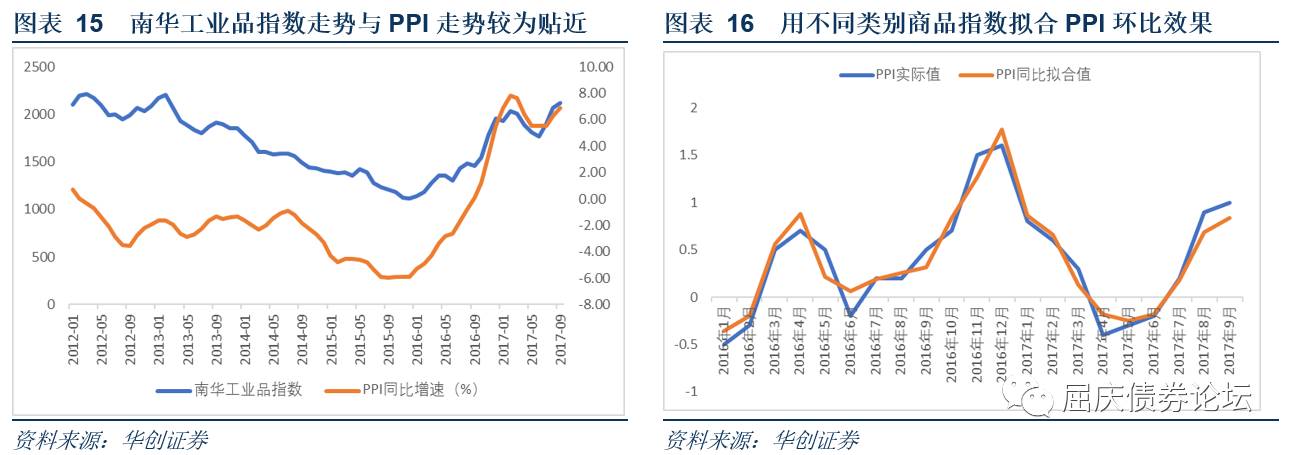 图表 15 南华工业品指数走势与 PPI 走势较为贴近
2500
2000
1500
1000
500
0
10.00
8.00
6.00
4.00
2.00
0.00
-2.00
-4.00
-6.00
-8.00
2012-01
2012-05
2012-09
2013-01
2013-05
2013-09
2014-01
2014-05
2014-09
2015-01
2015-05
2015-09
2016-01
2016-05
2016-09
2017-01
2017-05
2017-09
南华工业品指数
PPI同比增速（%）
资料来源：华创证券
图表 16 用不同类别商品指数拟合 PPI 环比效果
PPI实际值
PPI同比拟合值
2
1.5
1
0.5
0
-0.5
-1
2016年1月
2016年2月
2016年3月
2016年4月
2016年5月
2016年6月
2016年7月
2016年8月
2016年9月
2016年10月
2016年11月
2016年12月
2017年1月
2017年2月
2017年3月
2017年4月
2017年5月
2017年6月
2017年7月
2017年8月
2017年9月
屈庆债券论坛
资料来源：华创证券